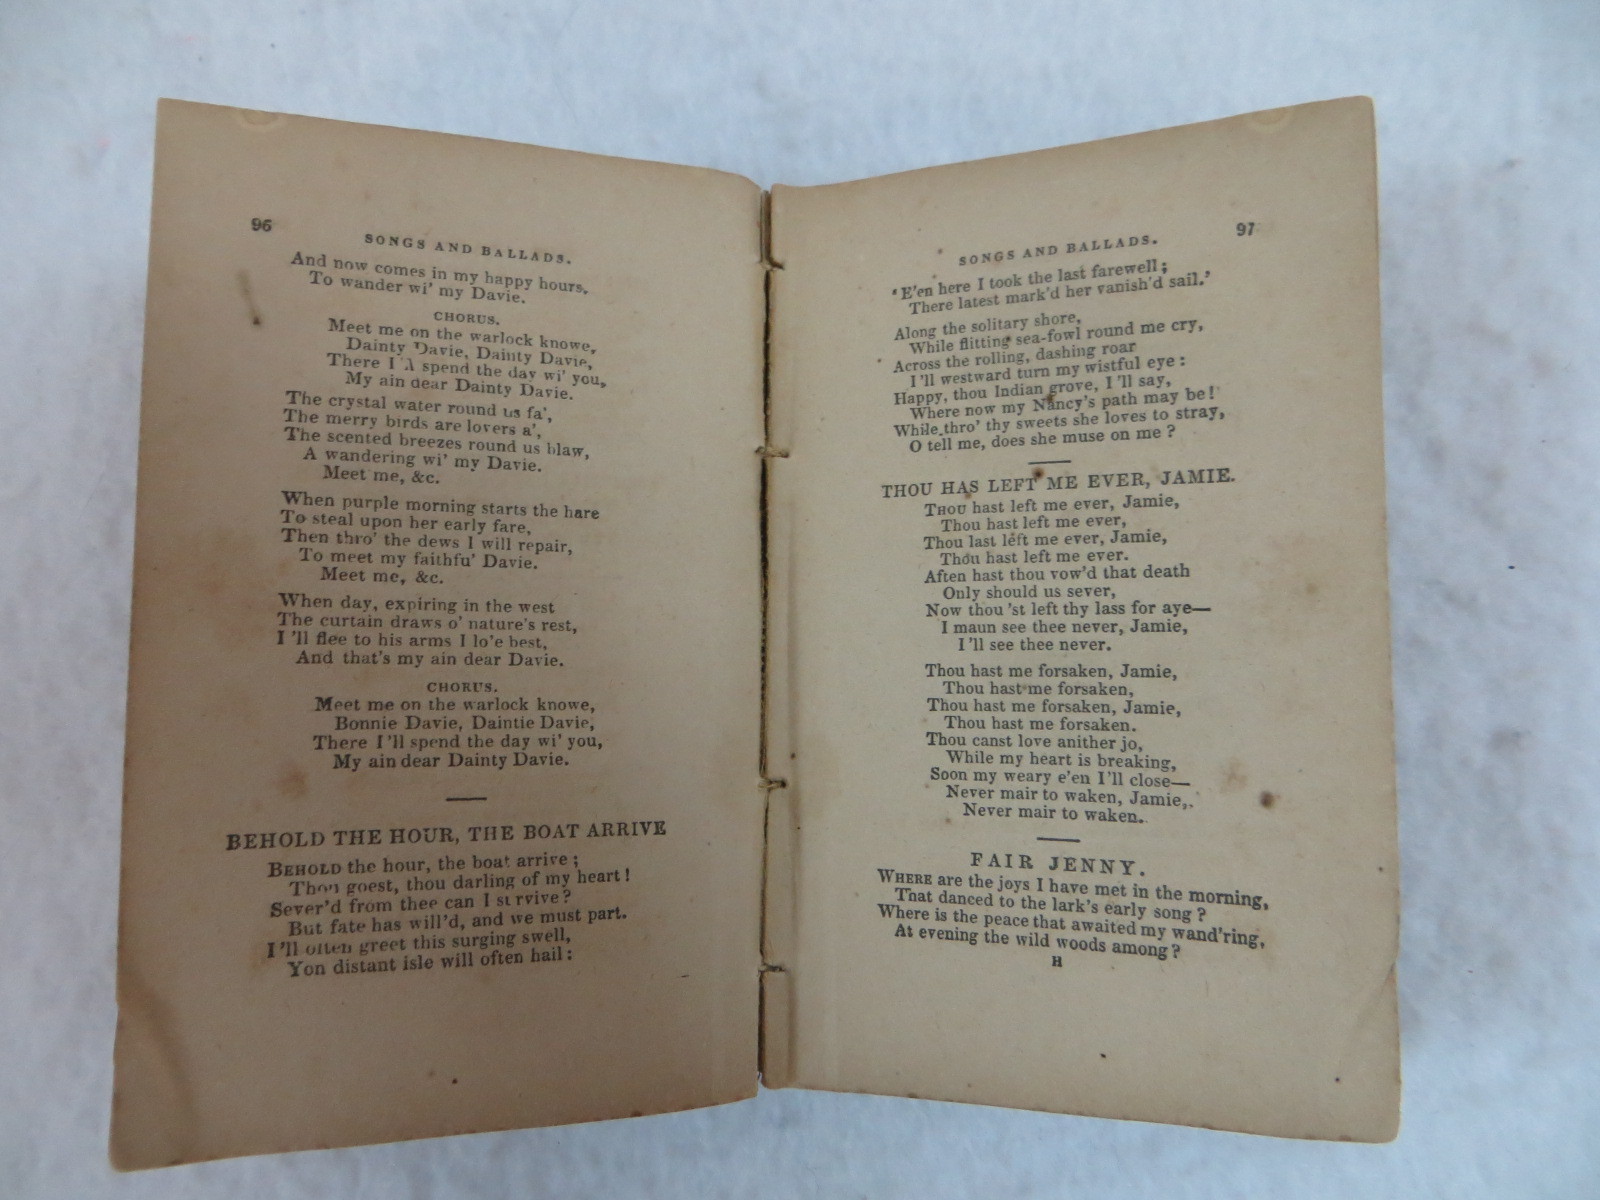 96
SONGS AND BALLADS.
And now comes in my happy hours,
To wander wi' my Davie.
CHORUS.
Meet me on the warlock knowe,
Dainty Davie, Dainty Davie,
There I spend the day wi' you,
My ain dear Dainty Davie.
The crystal water round us fa',
The merry birds are lovers a',
The scented breezes round us blaw,
A wandering wi' my Davie.
Meet me, &c.
When purple morning starts the hare
To steal upon her early fare,
Then thro' the dews I will repair,
To meet my faithfu' Davie.
Meet me, &c.
When day, expiring in the west
The curtain draws o' nature's rest,
I 'll flee to his arms I lo'e best,
And that's my ain dear Davie.
CHORUS.
Meet me on the warlock knowe,
Bonnie Davie, Daintie Davie,
There I 'll spend the day wi' you,
My ain dear Dainty Davie.
BEHOLD THE HOUR, THE BOAT ARRIVE
BEHOLD the hour, the boat arrive;
Thou goest, thou darling of my heart!
Sever'd from thee can I survive?
But fate has will'd, and we must part.
I 'll often greet this surging swell,
Yon distant isle will often hail:
97
SONGS AND BALLADS.
'E'en here I took the last farewell;
There latest mark'd her vanish'd sail.'
Along the solitary shore,
While flitting sea-fowl round me cry,
Across the rolling, dashing roar
I 'll westward turn my wistful eye:
Happy, thou Indian grove, I 'll say,
Where now my Nancy's path may be!
While thro' thy sweets she loves to stray,
O tell me, does she muse on me?
THOU HAS LEFT ME EVER, JAMIE.
THOU hast left me ever, Jamie,
Thou hast left me ever,
Thou last left me ever, Jamie,
Thou hast left me ever.
Aften hast thou vow'd that death
Only should us sever,
Now thou 'st left thy lass for aye—
I maun see thee never, Jamie,
I 'll see thee never.
Thou hast me forsaken, Jamie,
Thou hast me forsaken,
Thou hast me forsaken, Jamie,
Thou hast me forsaken.
Thou canst love anither jo,
While my heart is breaking,
Soon my weary e'en I'll close—
Never mair to waken, Jamie,
Never mair to waken.
FAIR JENNY.
WHERE are the joys I have met in the morning,
That danced to the lark's early song?
Where is the peace that awaited my wand'ring,
At evening the wild woods among?
H